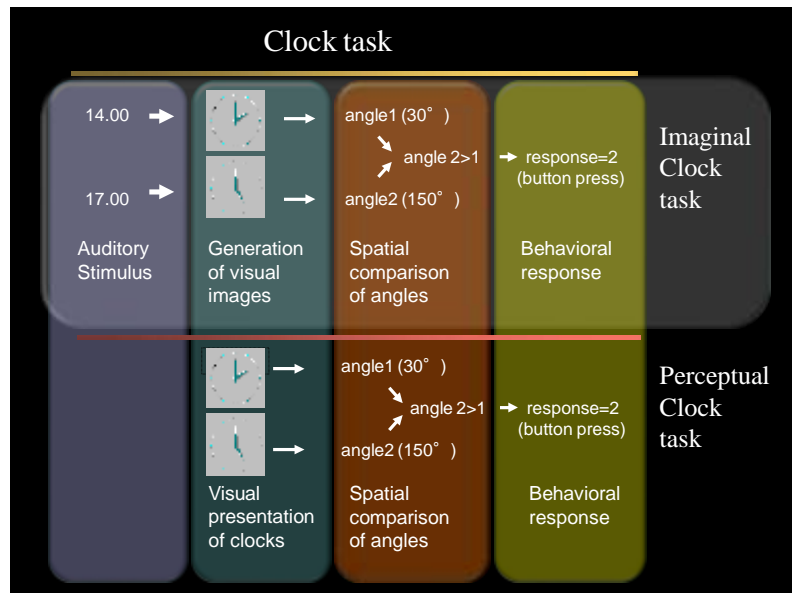 Clock task
14.00
17.00
Auditory
Stimulus
Generation
of visual
images
angle1 (30° )
angle 2>1
angle2 (150° )
Spatial
comparison
of angles
response=2
(button press)
Behavioral
response
Imaginal
Clock
task
Visual
presentation
of clocks
angle1 (30° )
angle 2>1
angle2 (150° )
Spatial
comparison
of angles
response=2
(button press)
Behavioral
response
Perceptual
Clock
task